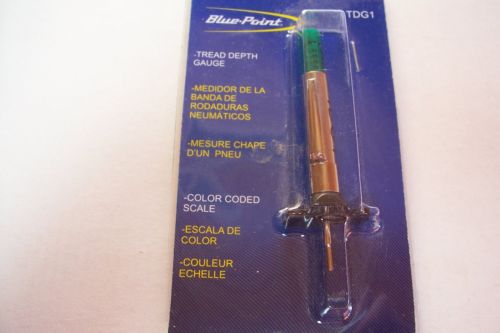 Blue-Point
TDG1
-TREAD DEPTH
GAUGE
-MEDIDOR DE LA
BANDA DE
RODADURAS
NEUMÁTICOS
-MESURE CHAPE
D'UN PNEU
-COLOR CODED
SCALE
-ESCALA DE
COLOR
-COULEUR
ECHELLE